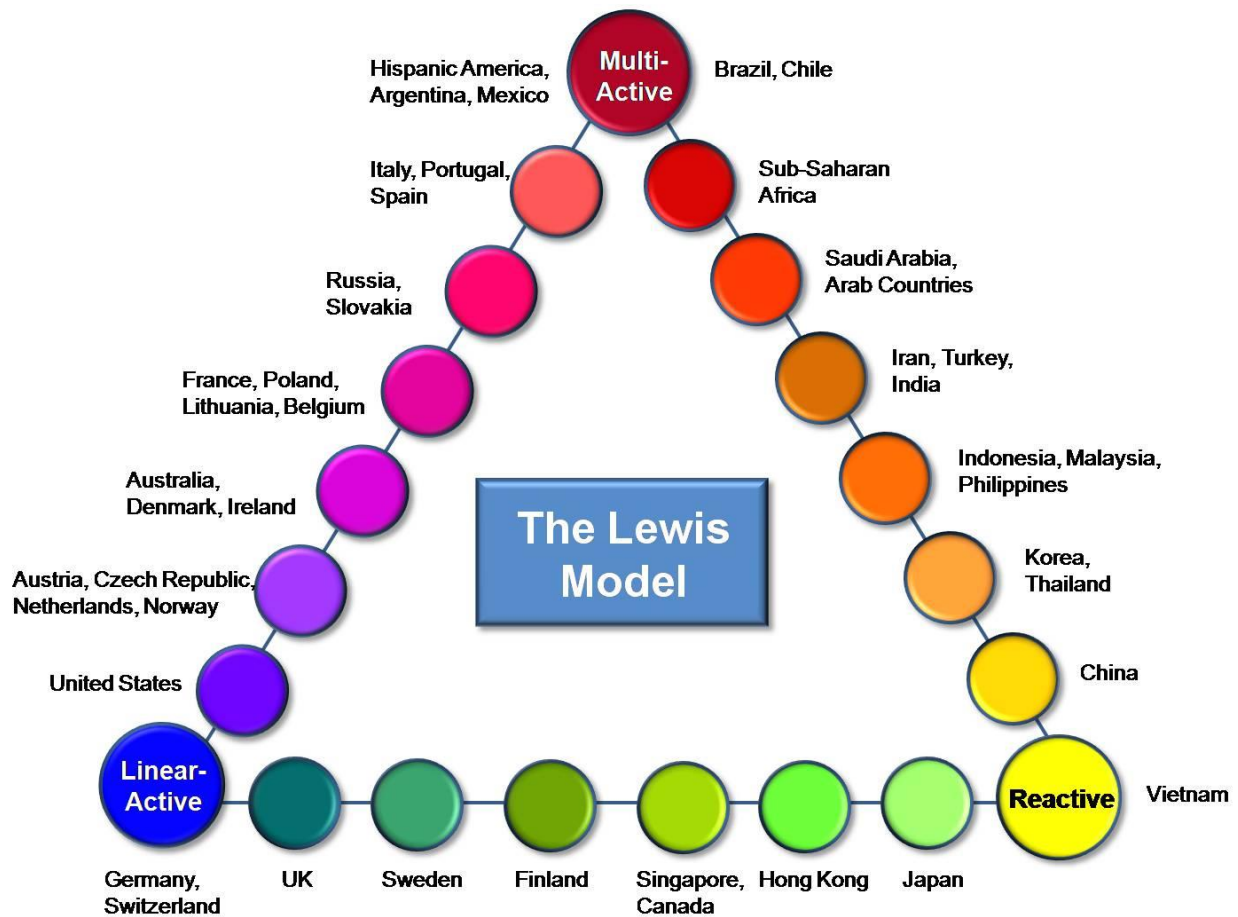 Hispanic America,
Argentina, Mexico
Multi-
Active
Brazil, Chile
Italy, Portugal,
Spain
Sub-Saharan
Africa
Russia,
Slovakia
Saudi Arabia,
Arab Countries
France, Poland,
Lithuania, Belgium
Iran, Turkey,
India
Australia,
Denmark, Ireland
Indonesia, Malaysia,
Philippines
The Lewis
Model
Austria, Czech Republic,
Netherlands, Norway
Korea,
Thailand
United States
China
Linear-
Active
Reactive
Vietnam
Germany,
Switzerland
UK
Sweden
Finland
Singapore,
Canada
Hong Kong
Japan